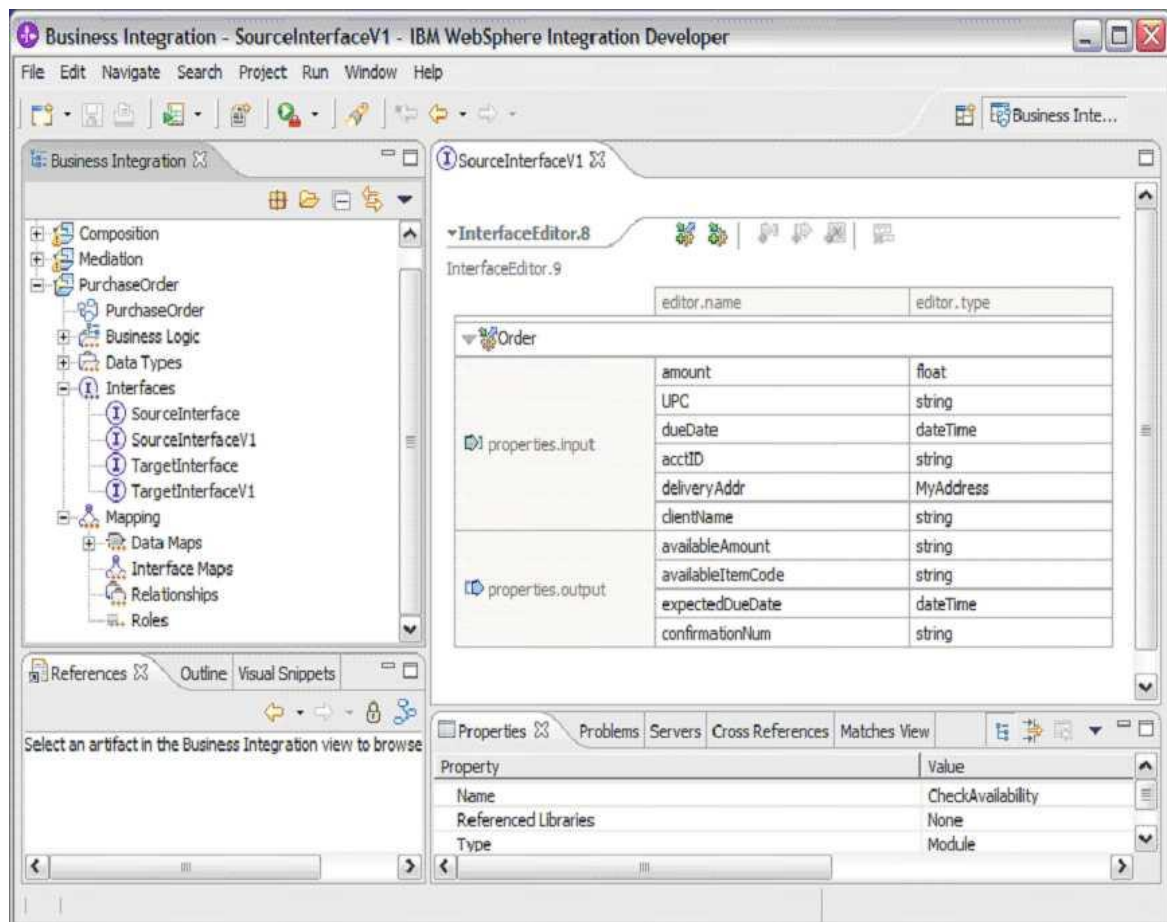 Business Integration - SourceInterfaceV1 - IBM WebSphere Integration Developer
File Edit Navigate Search Project Run Window Help
Business Inte...
Business Integration
Composition
Mediation
PurchaseOrder
PurchaseOrder
Business Logic
Data Types
Interfaces
SourceInterface
SourceInterfaceV1
TargetInterface
TargetInterfaceV1
Mapping
Data Maps
Interface Maps
Relationships
Roles
SourceInterfaceV1
InterfaceEditor.8
InterfaceEditor.9
editor.name editor.type
Order
properties.input
amount float
UPC string
dueDate dateTime
acctID string
deliveryAddr MyAddress
clientName string
properties.output
availableAmount string
availableItemCode string
expectedDueDate dateTime
confirmationNum string
References Outline Visual Snippets
Select an artifact in the Business Integration view to browse
Properties Problems Servers Cross References Matches View
Property Value
Name CheckAvailability
Referenced Libraries None
Type Module